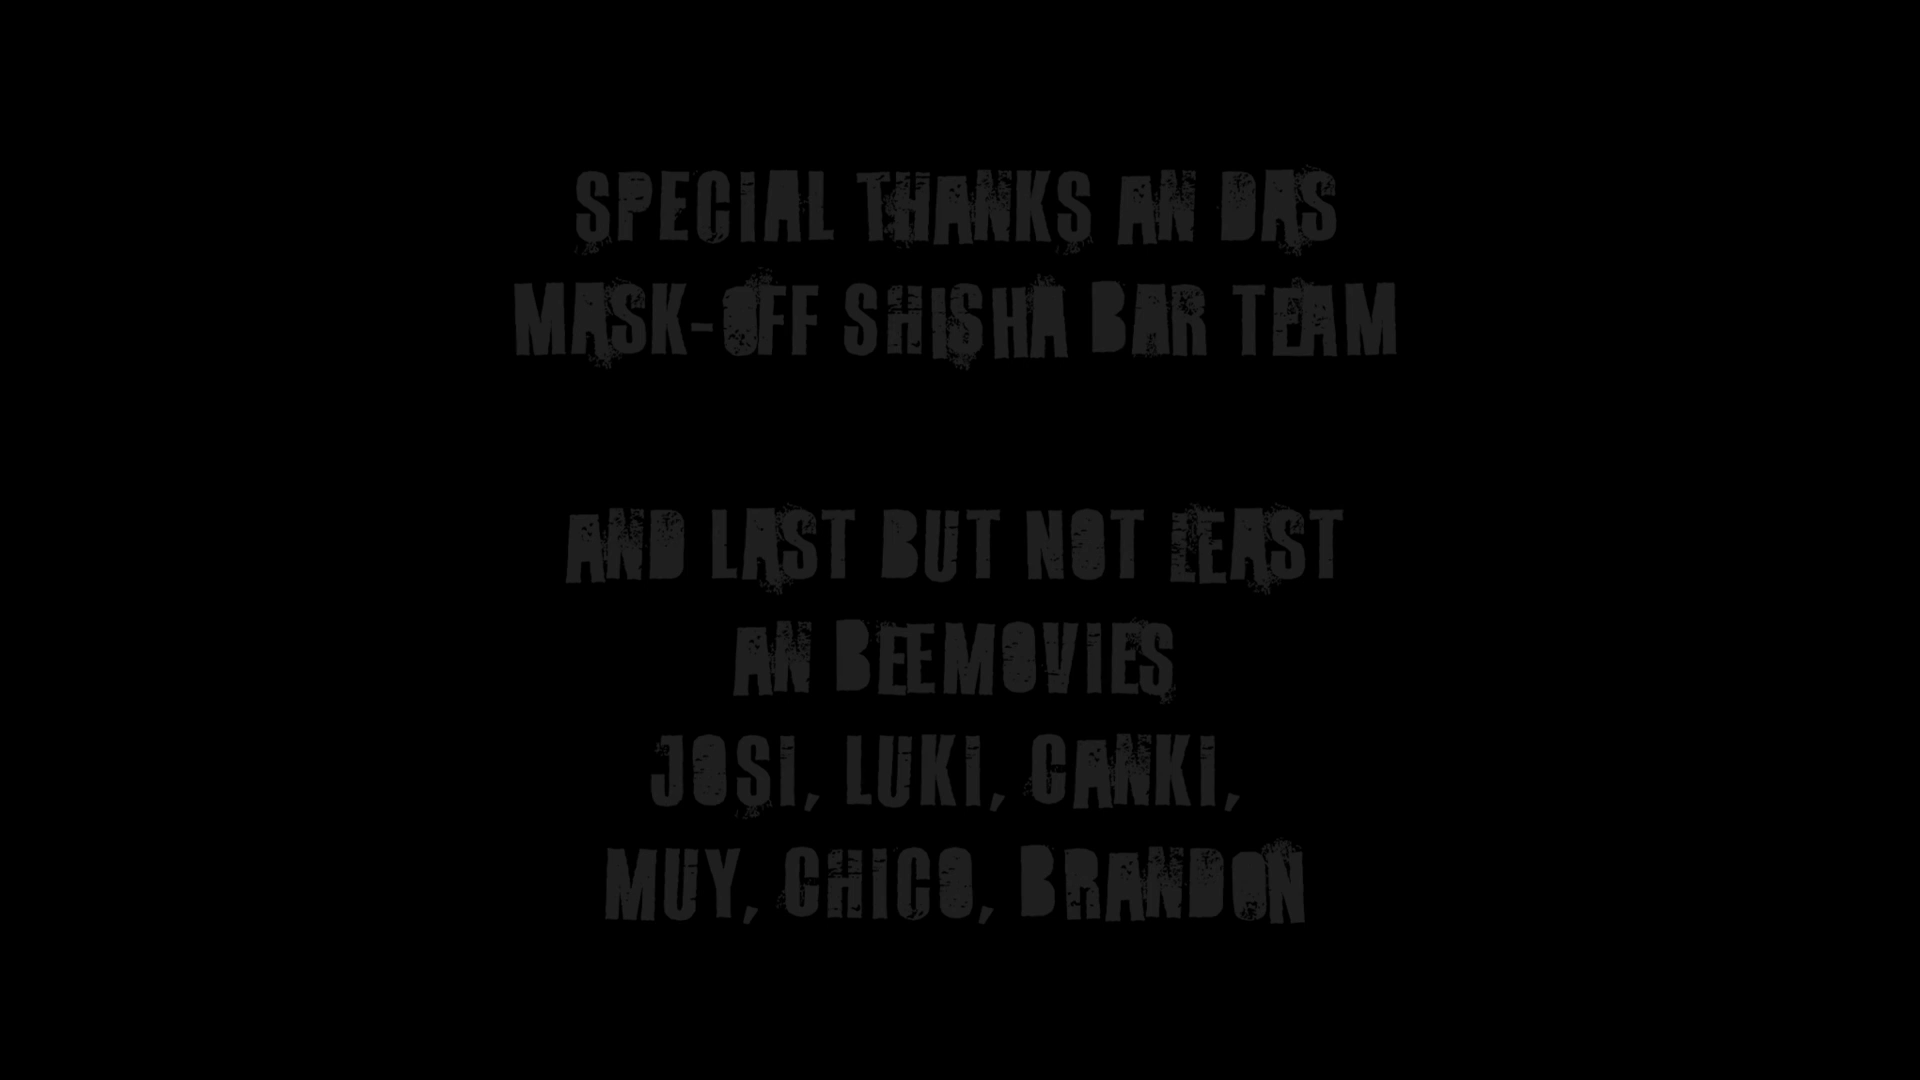 SPECIAL THANKS AN DAS
MASK-OFF SHISHA BAR TEAM
AND LAST BUT NOT LEAST
AN BEEMOVIES
JOSI, LUKI, CANKI,
MUY, CHICO, BRANDON